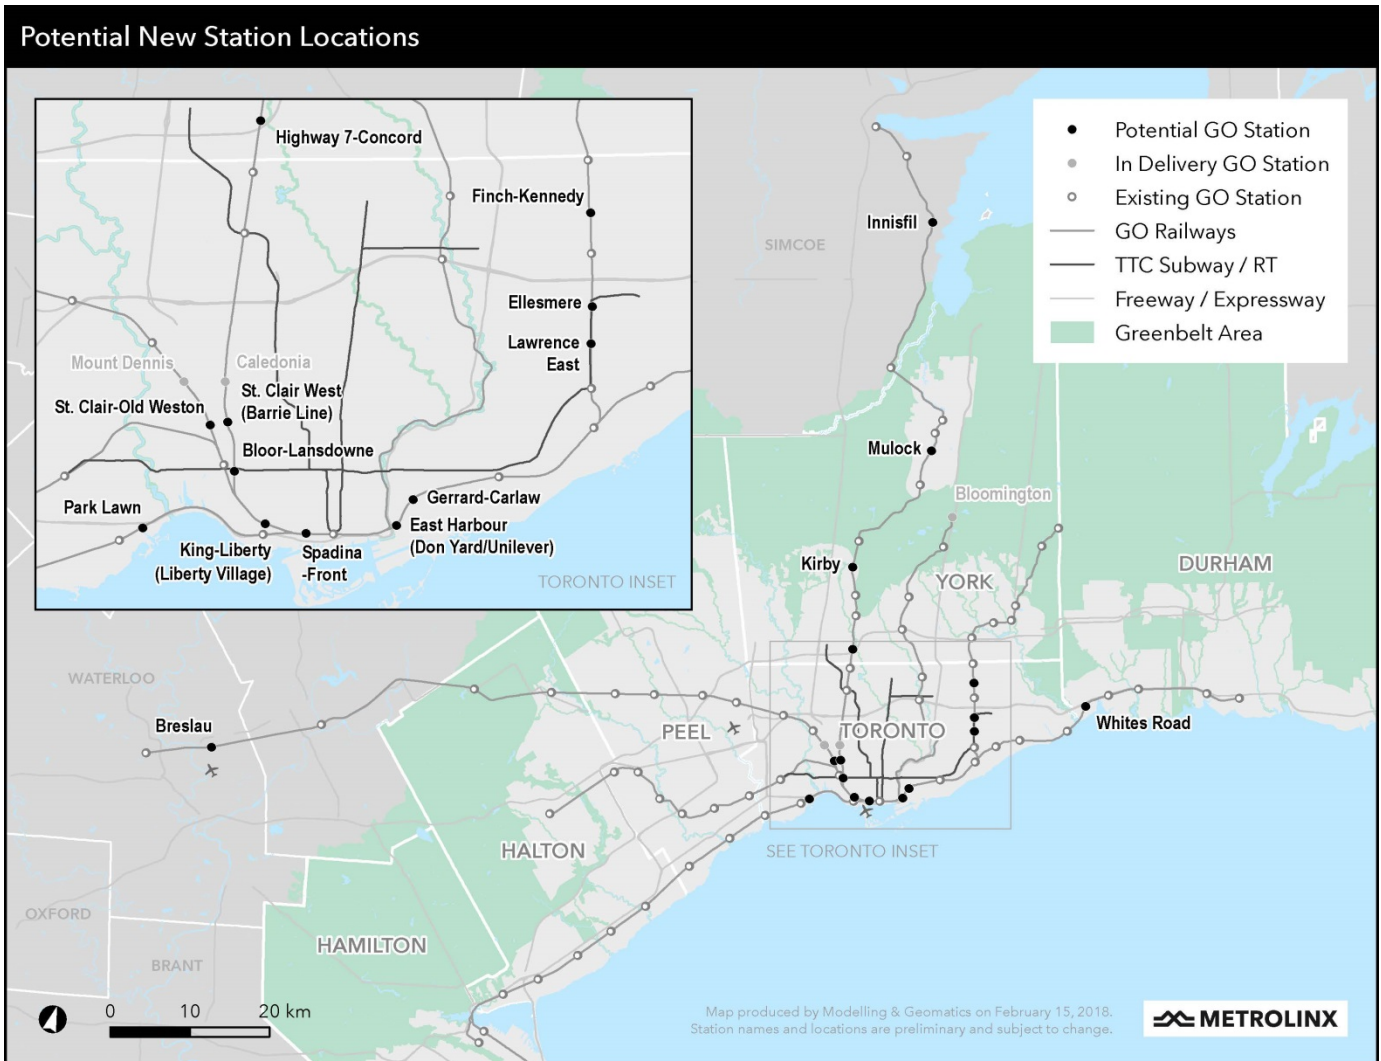 Potential New Station Locations
Highway 7-Concord
Finch-Kennedy
Ellesmere
Lawrence
East
Mount Dennis
Caledonia
St. Clair West
(Barrie Line)
St. Clair-Old Weston
Bloor-Lansdowne
Park Lawn
Gerrard-Carlaw
East Harbour
(Don Yard/Unilever)
King-Liberty
(Liberty Village)
Spadina
-Front
TORONTO INSET
Potential GO Station
In Delivery GO Station
Existing GO Station
GO Railways
TTC Subway / RT
Freeway / Expressway
Greenbelt Area
Innisfil
SIMCOE
Mulock
Bloomington
Kirby
YORK
DURHAM
WATERLOO
Breslau
PEEL
TORONTO
Whites Road
HALTON
SEE TORONTO INSET
OXFORD
HAMILTON
BRANT
0 10 20 km
Map produced by Modelling & Geomatics on February 15, 2018.
Station names and locations are preliminary and subject to change.
METROLINX